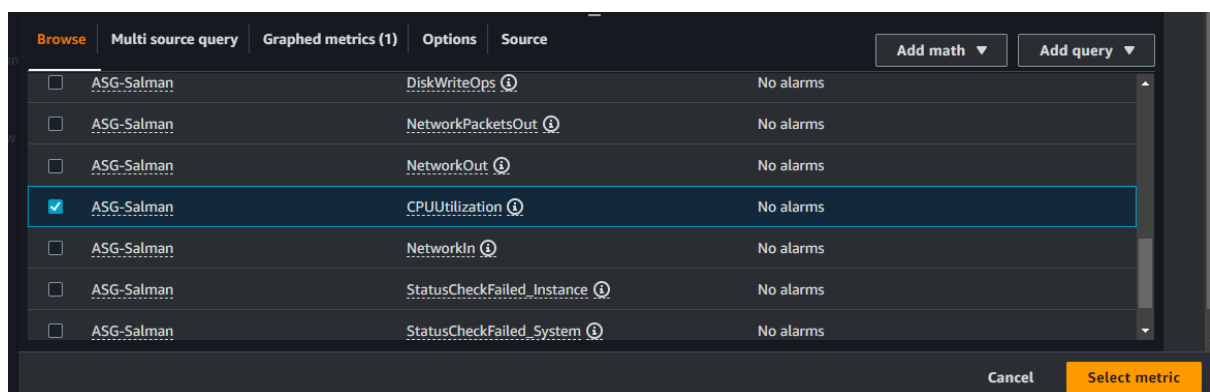 Browse Multi source query Graphed metrics (1) Options Source Add math Add query
ASG-Salman DiskWriteOps No alarms
ASG-Salman NetworkPacketsOut No alarms
ASG-Salman NetworkOut No alarms
ASG-Salman CPUUtilization No alarms
ASG-Salman NetworkIn No alarms
ASG-Salman StatusCheckFailed_Instance No alarms
ASG-Salman StatusCheckFailed_System No alarms
Cancel Select metric